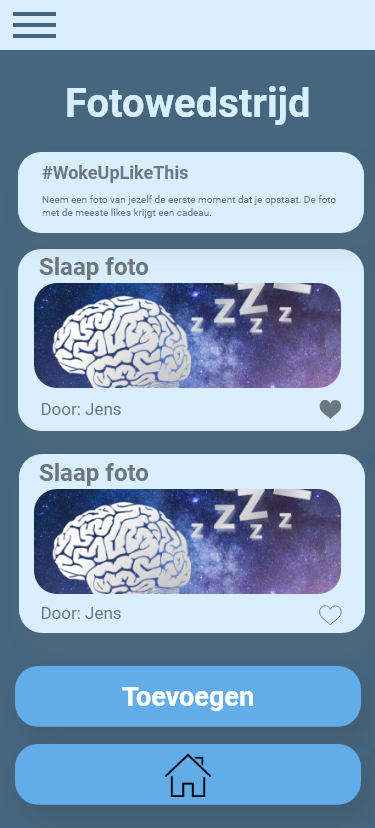 Fotowedstrijd
#WokeUpLikeThis
Neem een foto van jezelf de eerste moment dat je opstaat. De foto
met de meeste likes krijgt een cadeau.
Slaap foto
Z Z Z Z Z
Door: Jens
Slaap foto
Z Z Z Z Z
Door: Jens
Toevoegen